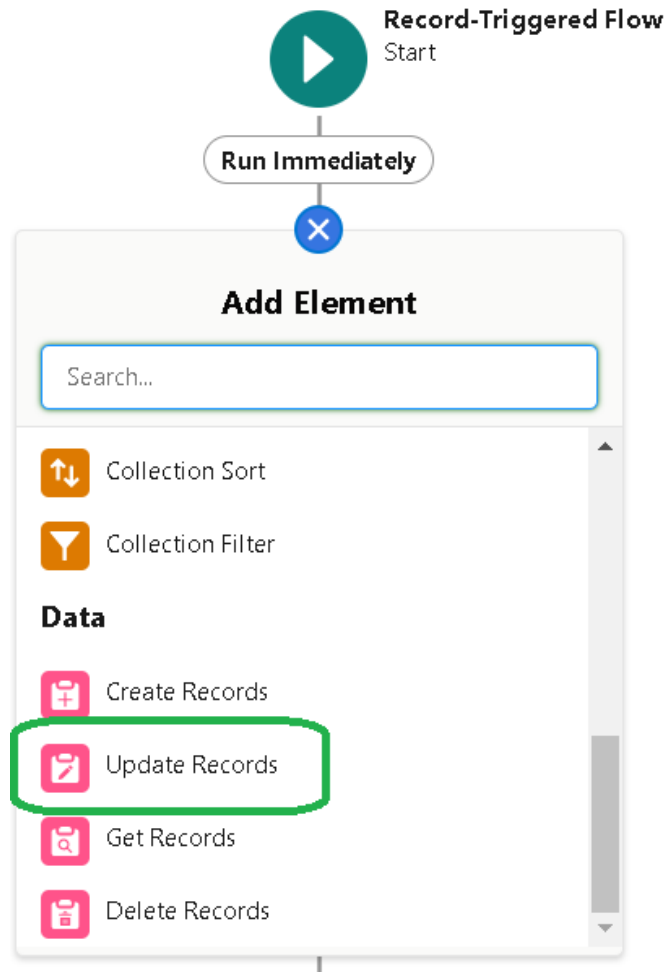 Record-Triggered Flow
Start
Run Immediately
Add Element
Search...
Collection Sort
Collection Filter
Data
Create Records
Update Records
Get Records
Delete Records